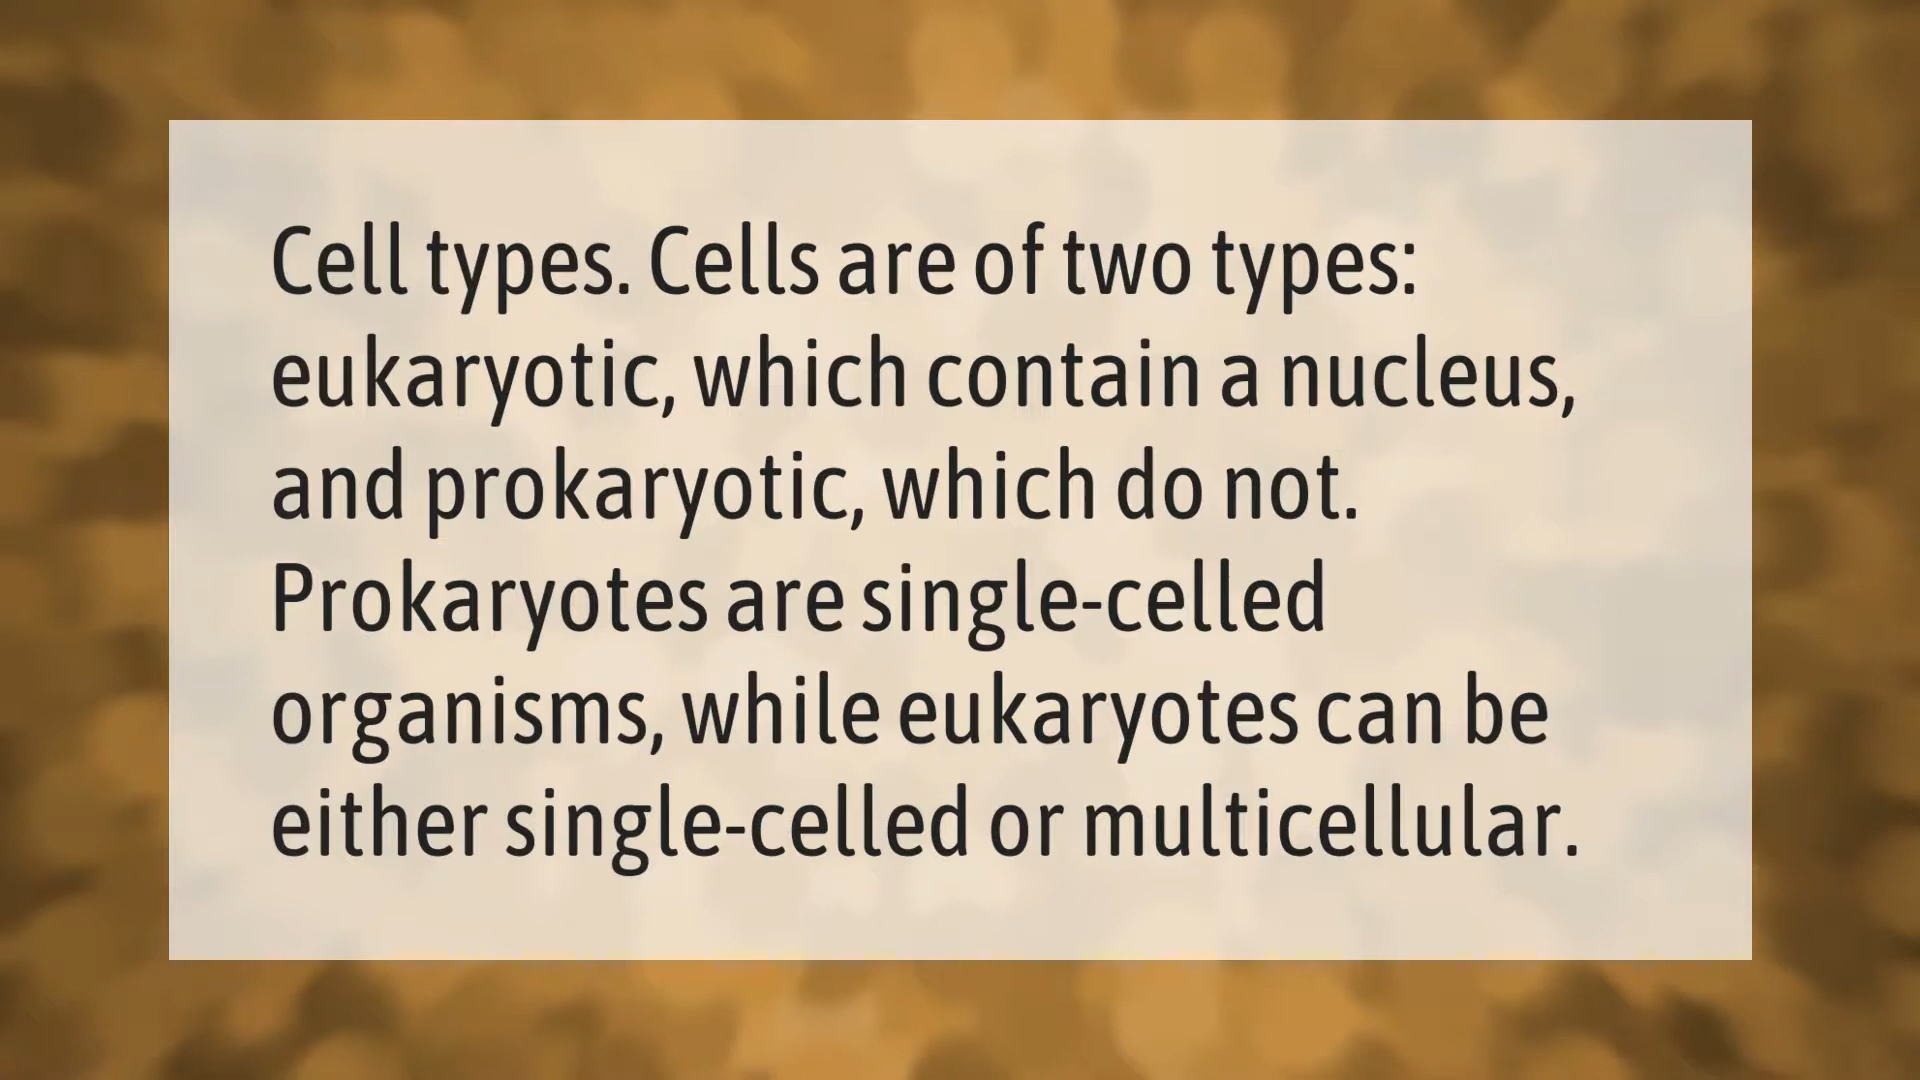 Cell types. Cells are of two types:
eukaryotic, which contain a nucleus,
and prokaryotic, which do not.
Prokaryotes are single-celled
organisms, while eukaryotes can be
either single-celled or multicellular.